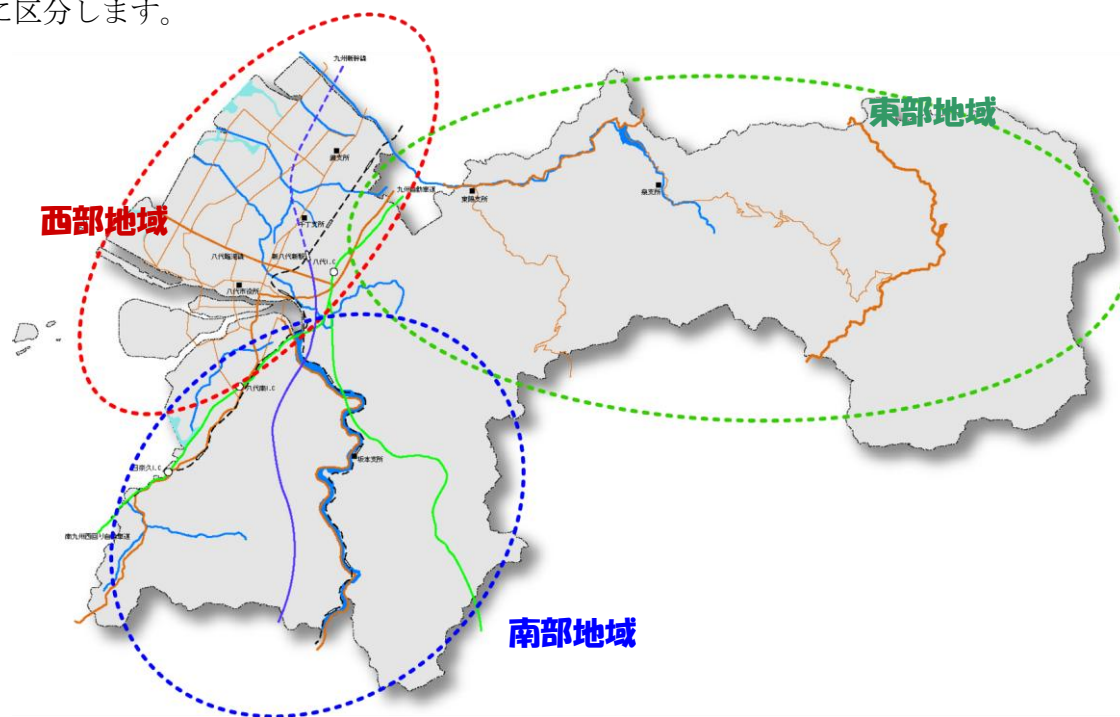 に区分します。
九州新幹線
東部地域
鏡支所
泉支所
九州自動車道
東陽支所
西部地域
千丁支所
八代臨港線
新八代新駅
八代I.C
八代市役所
八代南I.C
坂本支所
日奈久I.C
南九州西回り自動車道
南部地域